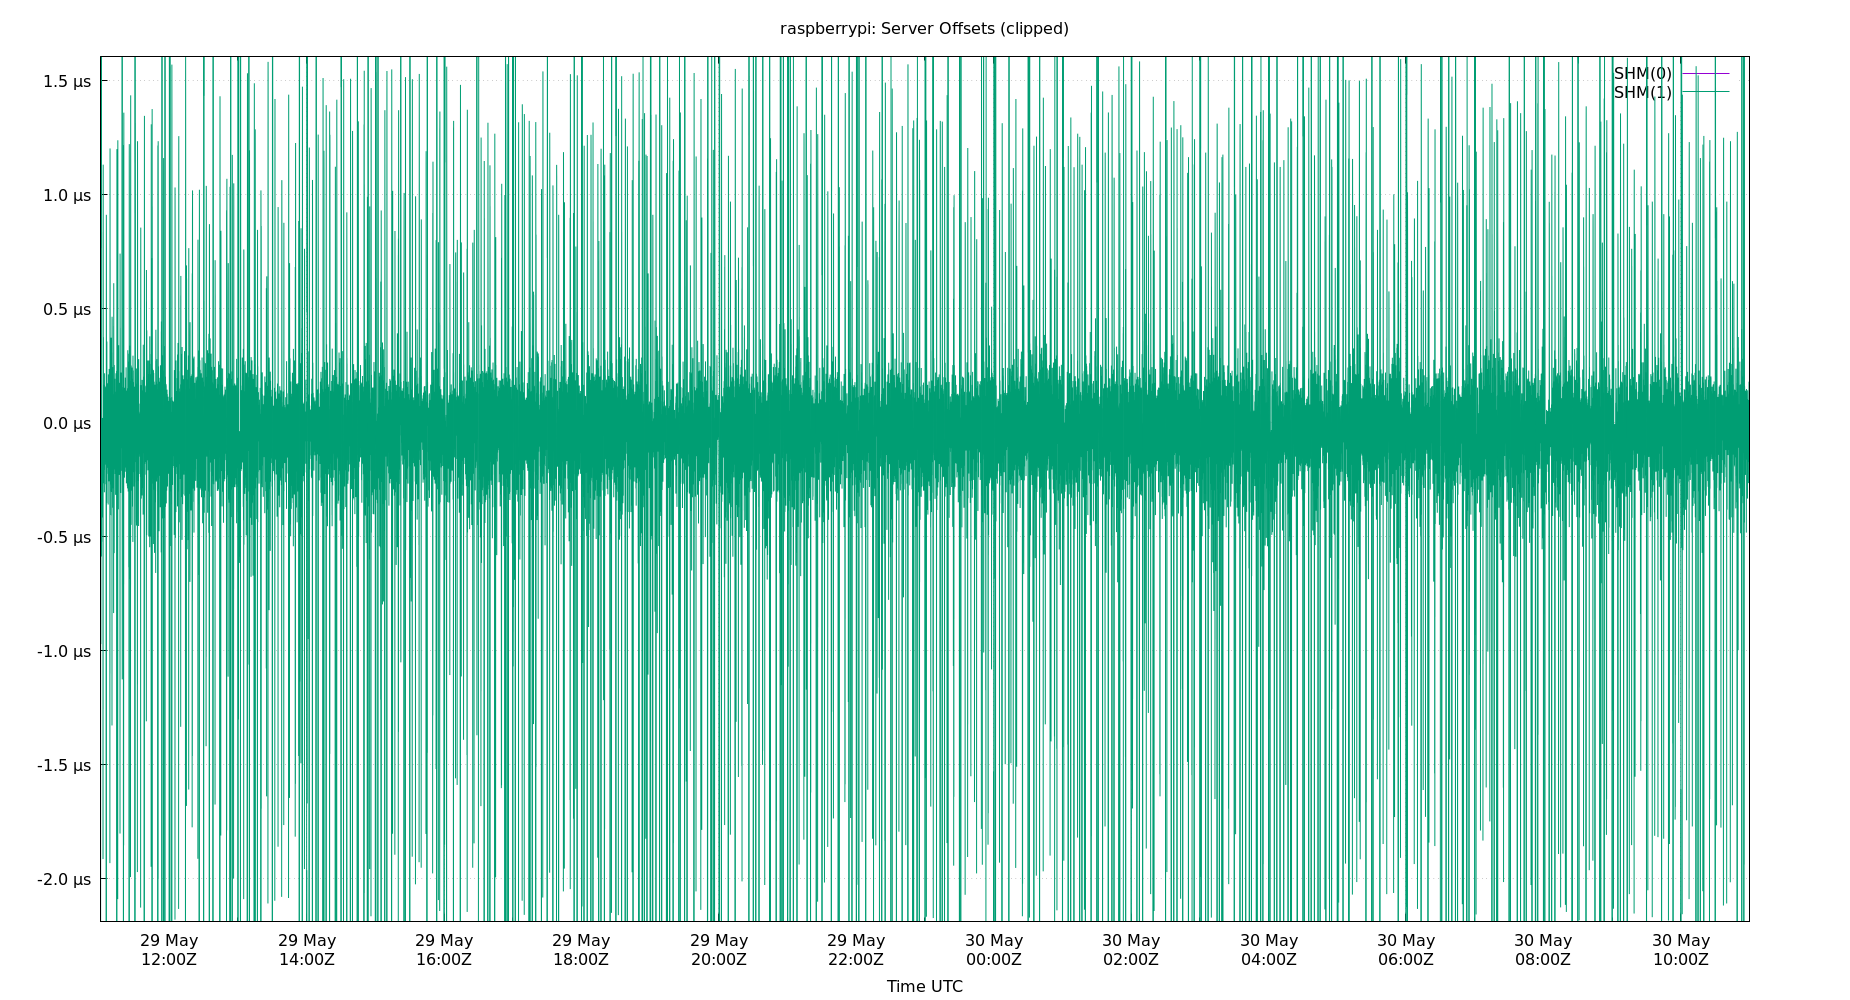 raspberrypi: Server Offsets (clipped)
SHM(0)
SHM(1)
1.5 µs
1.0 µs
0.5 µs
0.0 µs
-0.5 µs
-1.0 µs
-1.5 µs
-2.0 µs
29 May 29 May 29 May 29 May 29 May 29 May 30 May 30 May 30 May 30 May 30 May 30 May
12:00Z 14:00Z 16:00Z 18:00Z 20:00Z 22:00Z 00:00Z 02:00Z 04:00Z 06:00Z 08:00Z 10:00Z
Time UTC